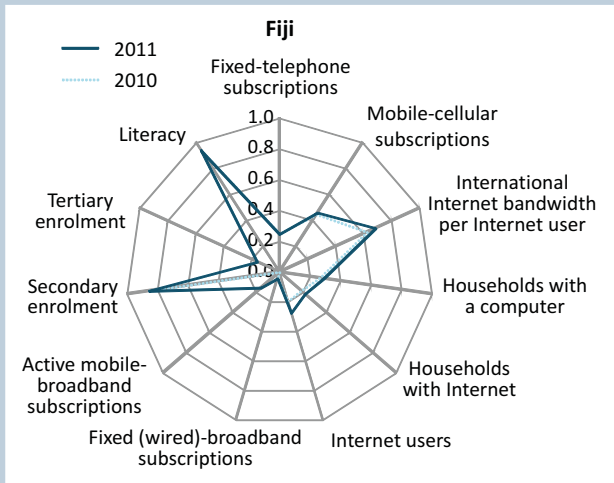 Fiji
2011
2010
Fixed-telephone
subscriptions
Mobile-cellular
subscriptions
International
Internet bandwidth
per Internet user
Households with
a computer
Households
with Internet
Internet users
Fixed (wired)-broadband
subscriptions
Active mobile-
broadband
subscriptions
Secondary
enrolment
Tertiary
enrolment
Literacy
1.0
0.8
0.6
0.4
0.2
0.0